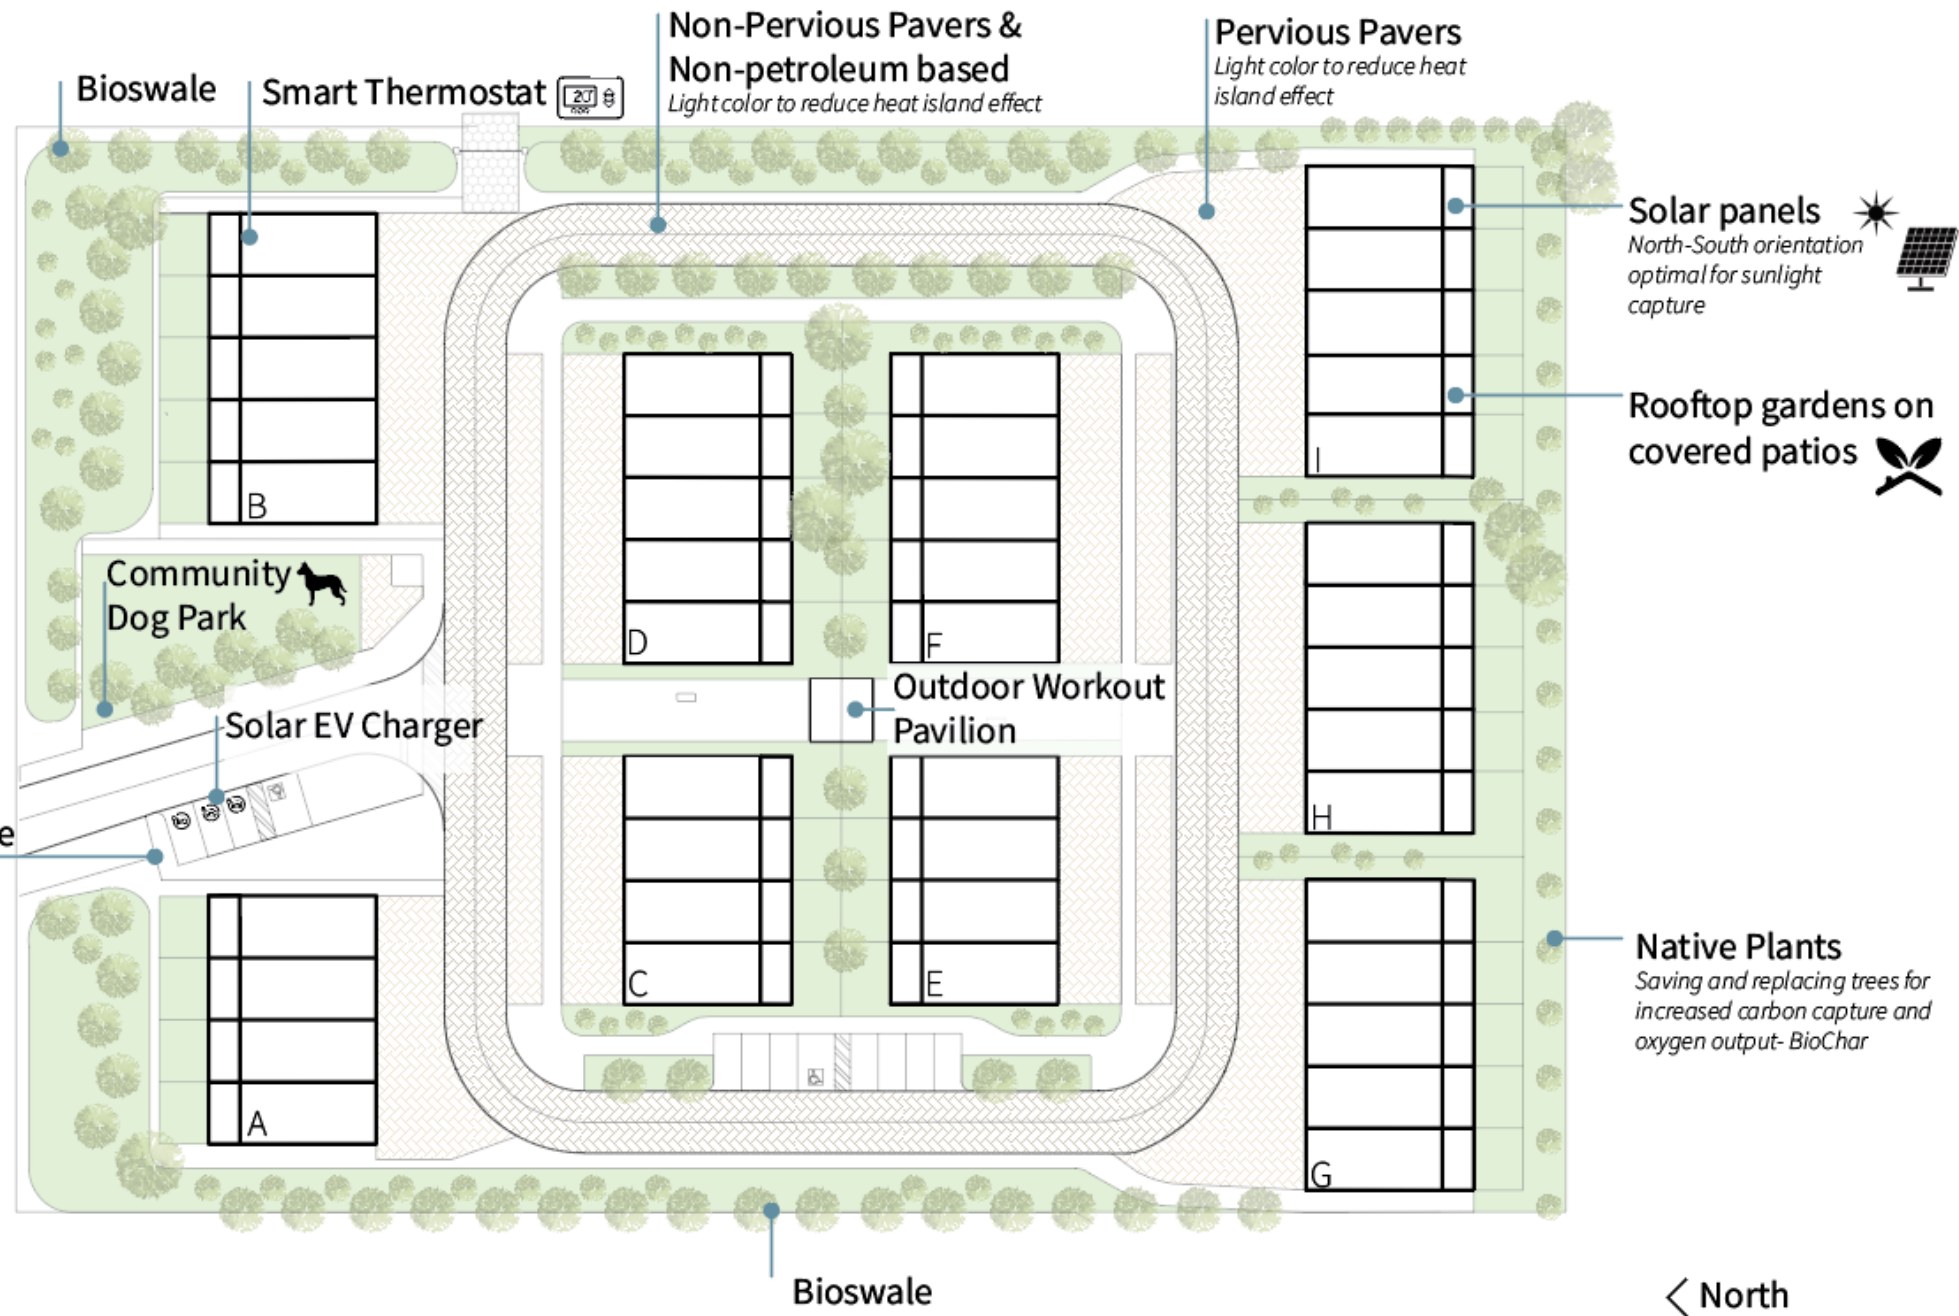 Non-Pervious Pavers &
Non-petroleum based
Light color to reduce heat island effect
Pervious Pavers
Light color to reduce heat
island effect
Bioswale
Smart Thermostat
Solar panels
North-South orientation
optimal for sunlight
capture
Rooftop gardens on
covered patios
B
I
Community
Dog Park
D
F
Outdoor Workout
Pavilion
Solar EV Charger
H
e
C
E
Native Plants
Saving and replacing trees for
increased carbon capture and
oxygen output- BioChar
A
G
Bioswale
North